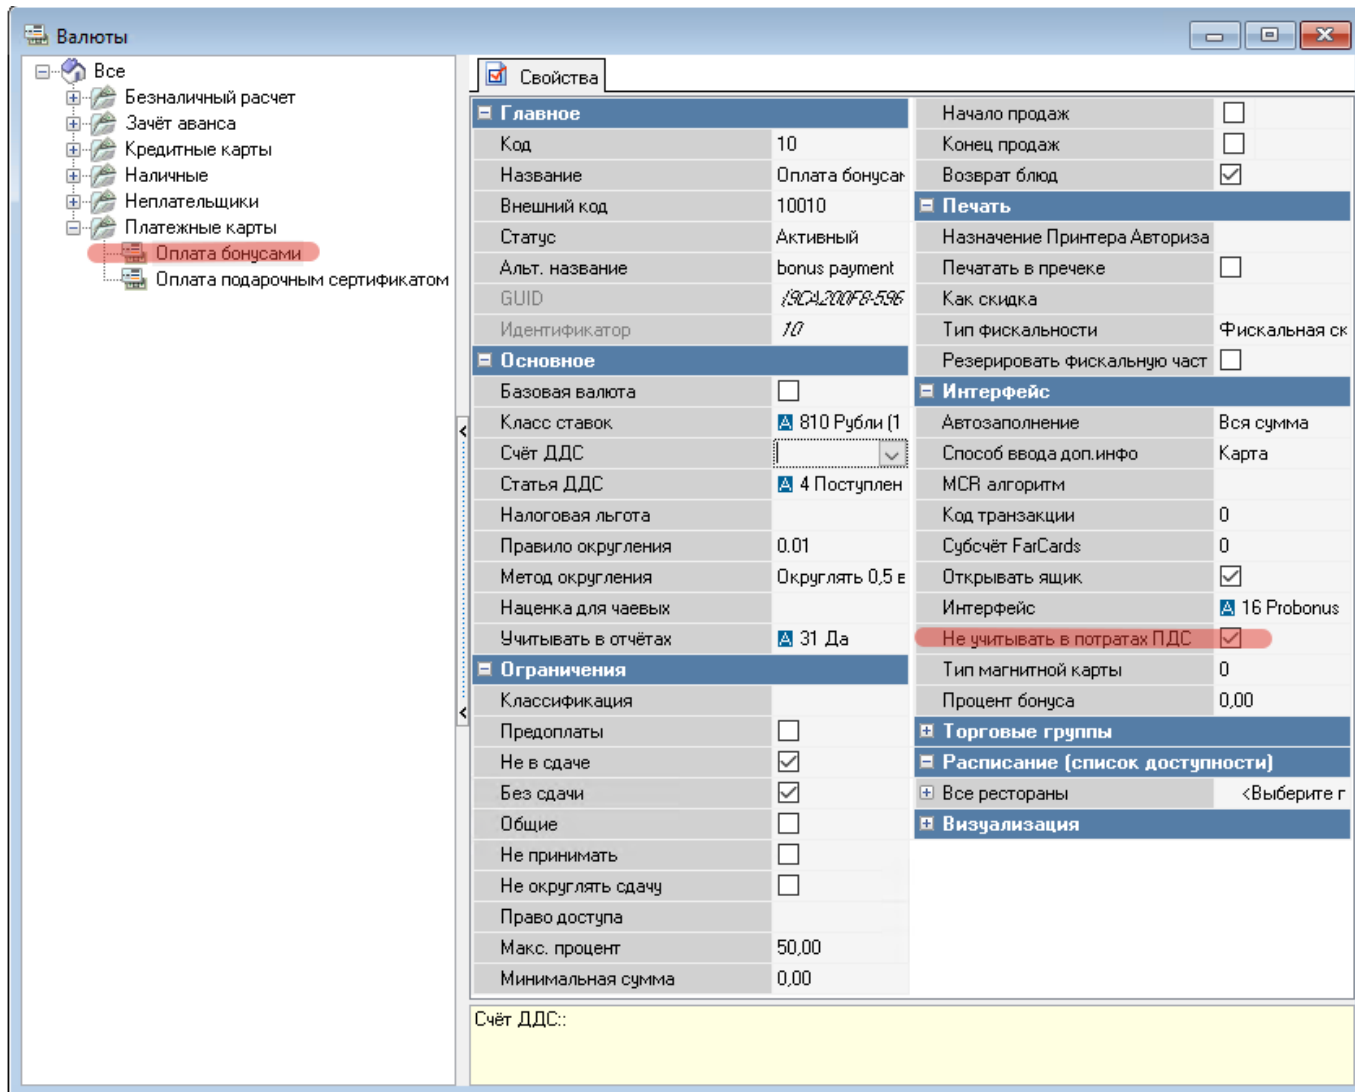 Валюты
Все
Безналичный расчет
Зачёт аванса
Кредитные карты
Наличные
Неплательщики
Платежные карты
Оплата бонусами
Оплата подарочным сертификатом
Свойства
Главное
Код 10
Название Оплата бонусам
Внешний код 10010
Статус Активный
Альт. название bonus payment
GUID {9CA200F8-596
Идентификатор 10
Основное
Базовая валюта
Класс ставок A 810 Рубли (1
Счёт ДДС
Статья ДДС A 4 Поступлен
Налоговая льгота
Правило округления 0.01
Метод округления Округлять 0,5 в
Наценка для чаевых
Учитывать в отчётах A 31 Да
Ограничения
Классификация
Предоплаты
Не в сдаче
Без сдачи
Общие
Не принимать
Не округлять сдачу
Право доступа
Макс. процент 50,00
Минимальная сумма 0,00
Начало продаж
Конец продаж
Возврат блюд
Печать
Назначение Принтера Авториза
Печатать в пречеке
Как скидка
Тип фискальности Фискальная ск
Резерировать фискальную част
Интерфейс
Автозаполнение Вся сумма
Способ ввода доп.инфо Карта
MCR алгоритм
Код транзакции 0
Субсчёт FarCards 0
Открывать ящик
Интерфейс A 16 Probonus
Не учитывать в потратах ПДС
Тип магнитной карты 0
Процент бонуса 0,00
Торговые группы
Расписание (список доступности)
Все рестораны <Выберите г
Визуализация
Счёт ДДС::